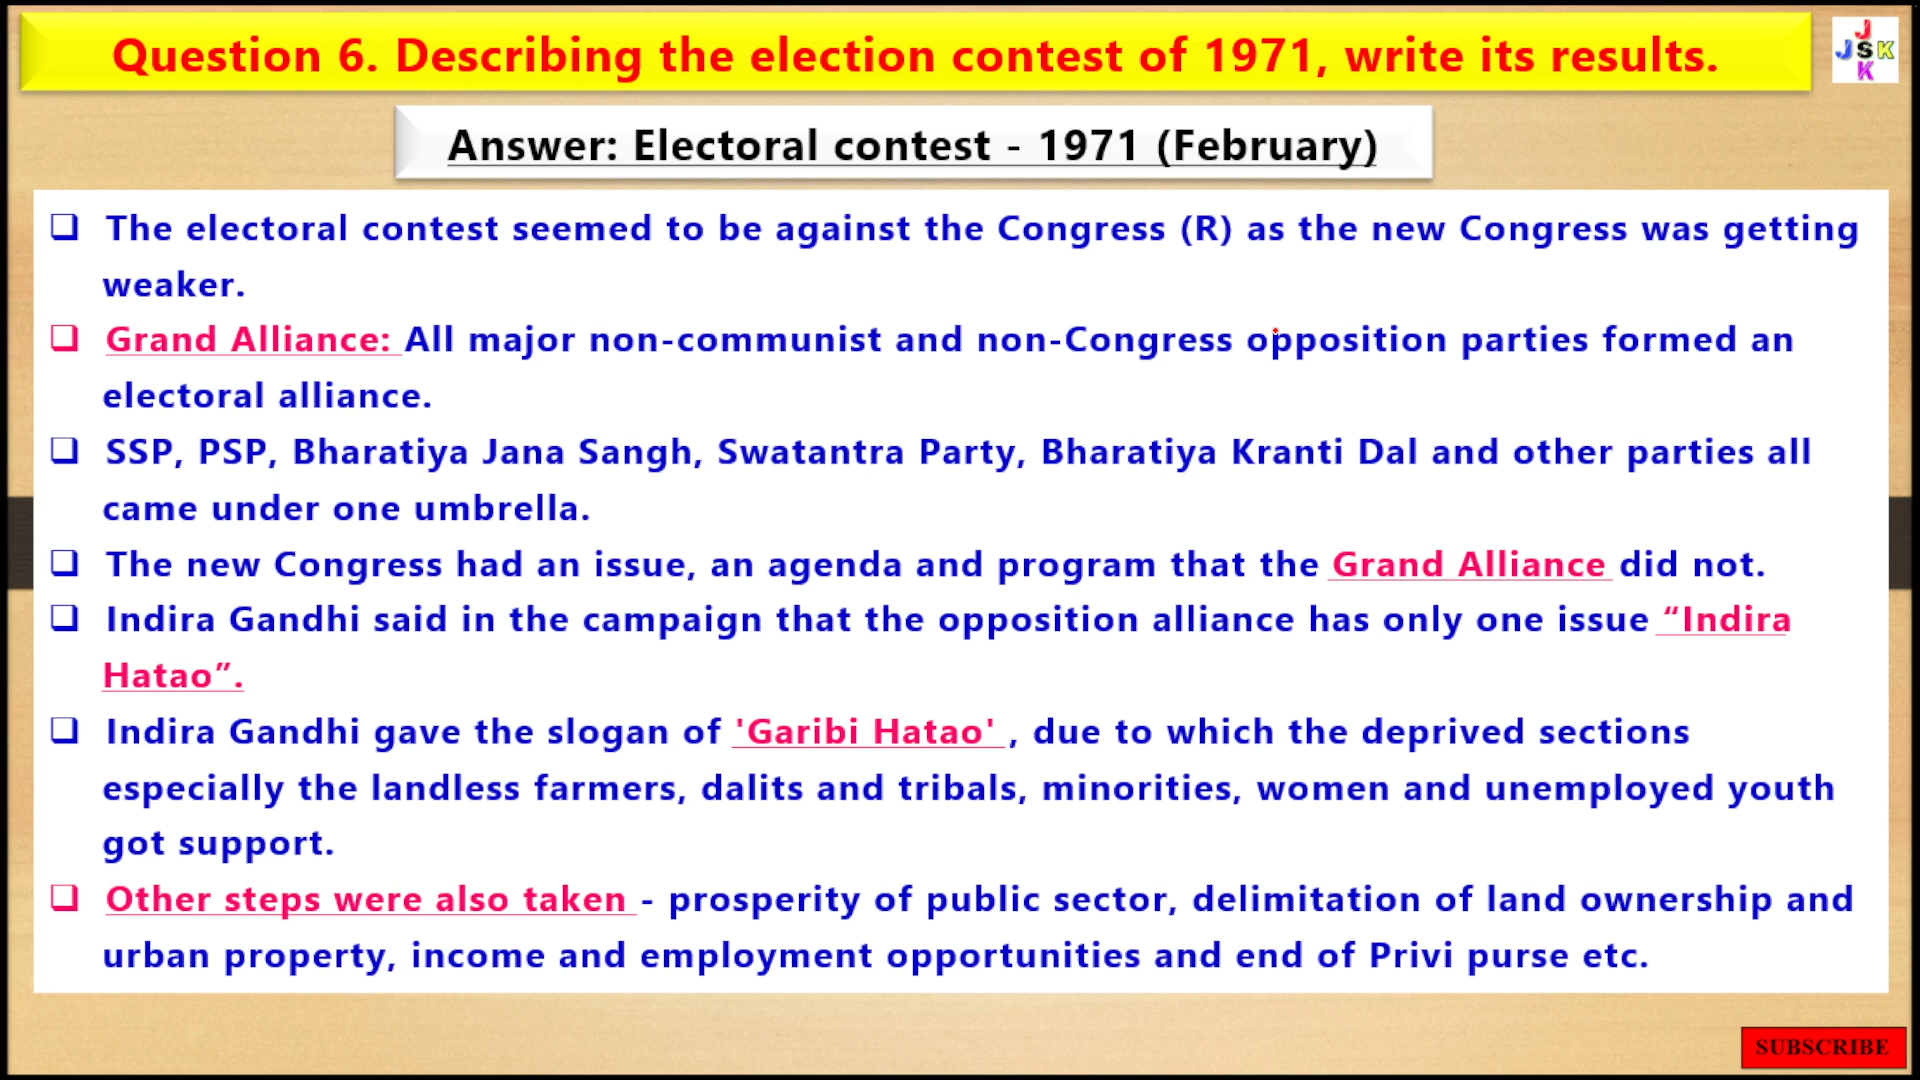 Question 6. Describing the election contest of 1971, write its results.
J
J S K
K
Answer: Electoral contest - 1971 (February)
❑ The electoral contest seemed to be against the Congress (R) as the new Congress was getting
weaker.
❑ Grand Alliance: All major non-communist and non-Congress opposition parties formed an
electoral alliance.
❑ SSP, PSP, Bharatiya Jana Sangh, Swatantra Party, Bharatiya Kranti Dal and other parties all
came under one umbrella.
❑ The new Congress had an issue, an agenda and program that the Grand Alliance did not.
❑ Indira Gandhi said in the campaign that the opposition alliance has only one issue “Indira
Hatao”.
❑ Indira Gandhi gave the slogan of 'Garibi Hatao' , due to which the deprived sections
especially the landless farmers, dalits and tribals, minorities, women and unemployed youth
got support.
❑ Other steps were also taken - prosperity of public sector, delimitation of land ownership and
urban property, income and employment opportunities and end of Privi purse etc.
SUBSCRIBE